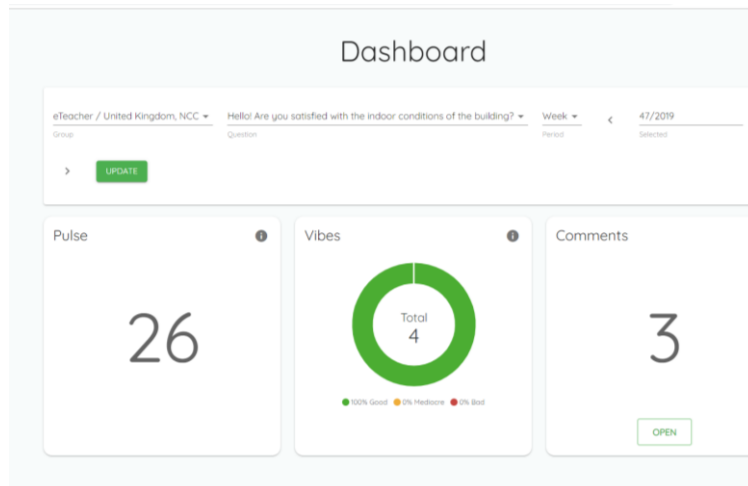 Dashboard
eTeacher / United Kingdom, NCC
Hello! Are you satisfied with the indoor conditions of the building?
Week
47/2019
Group
Question
Period
Selected
UPDATE
Pulse
26
Vibes
Total
4
100% Good 0% Mediocre 0% Bad
Comments
3
OPEN